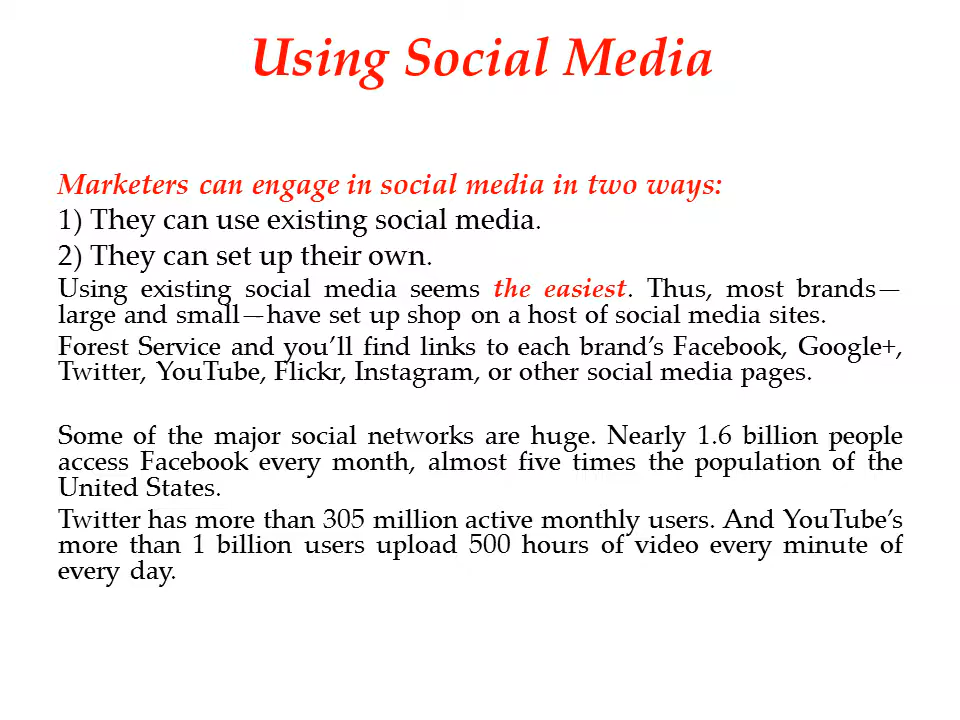 Using Social Media
Marketers can engage in social media in two ways:
1) They can use existing social media.
2) They can set up their own.
Using existing social media seems the easiest. Thus, most brands—
large and small—have set up shop on a host of social media sites.
Forest Service and you’ll find links to each brand’s Facebook, Google+,
Twitter, YouTube, Flickr, Instagram, or other social media pages.
Some of the major social networks are huge. Nearly 1.6 billion people
access Facebook every month, almost five times the population of the
United States.
Twitter has more than 305 million active monthly users. And YouTube’s
more than 1 billion users upload 500 hours of video every minute of
every day.